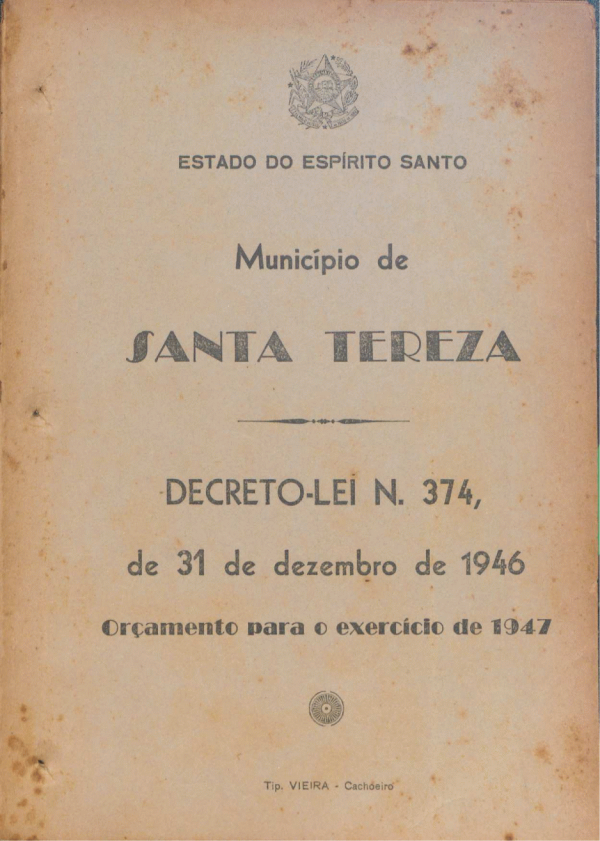 ESTADO DO ESPÍRITO SANTO
Município de
SANTA TEREZA
DECRETO-LEI N. 374,
de 31 de dezembro de 1946
Orçamento para o exercício de 1947
Tip. VIEIRA - Cachoeiro